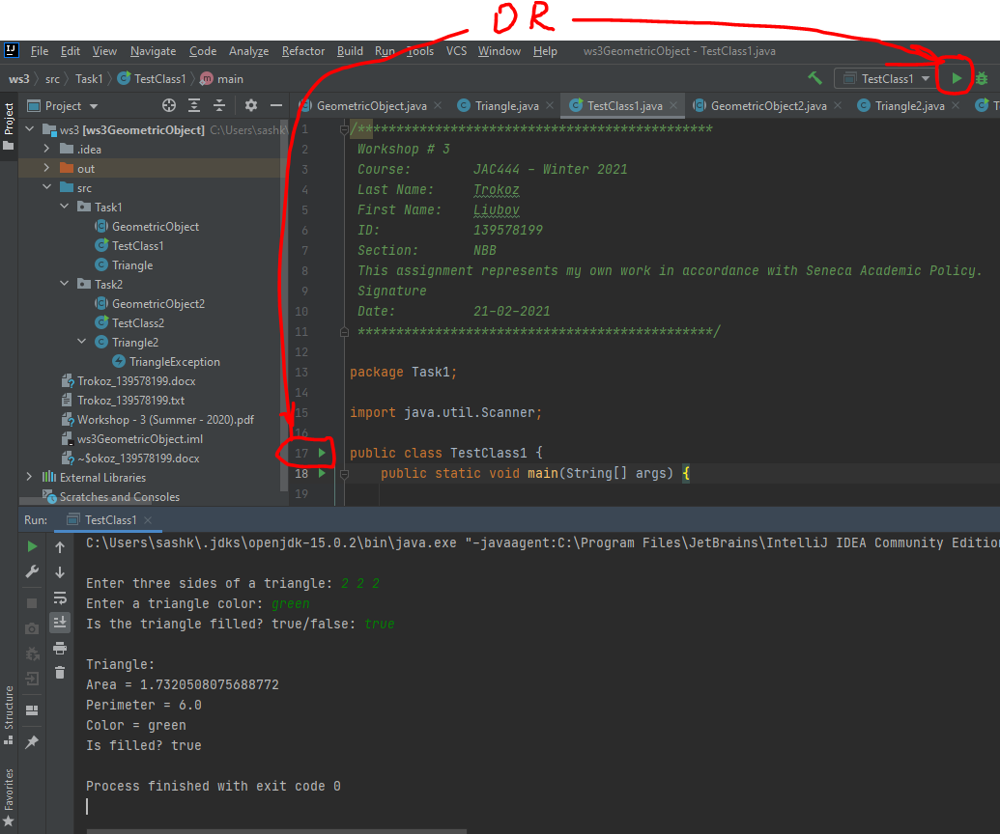 OR
File Edit View Navigate Code Analyze Refactor Build Run Tools VCS Window Help ws3GeometricObject - TestClass1.java
ws3 src Task1 TestClass1 main TestClass1
Project
Project
GeometricObject.java Triangle.java TestClass1.java GeometricObject2.java Triangle2.java
ws3 [ws3GeometricObject] C:\Users\sashk\
.idea
out
src
Task1
GeometricObject
TestClass1
Triangle
Task2
GeometricObject2
TestClass2
Triangle2
TriangleException
Trokoz_139578199.docx
Trokoz_139578199.txt
Workshop - 3 (Summer - 2020).pdf
ws3GeometricObject.iml
~$okoz_139578199.docx
External Libraries
Scratches and Consoles
1 /**********************************************
2 Workshop # 3
3 Course: JAC444 - Winter 2021
4 Last Name: Trokoz
5 First Name: Liubov
6 ID: 139578199
7 Section: NBB
8 This assignment represents my own work in accordance with Seneca Academic Policy.
9 Signature
10 Date: 21-02-2021
11 **********************************************/
12
13 package Task1;
14
15 import java.util.Scanner;
16
17 public class TestClass1 {
18 public static void main(String[] args) {
19
Run: TestClass1
C:\Users\sashk\.jdks\openjdk-15.0.2\bin\java.exe "-javaagent:C:\Program Files\JetBrains\IntelliJ IDEA Community Edition
Enter three sides of a triangle: 2 2 2
Enter a triangle color: green
Is the triangle filled? true/false: true
Triangle:
Area = 1.7320508075688772
Perimeter = 6.0
Color = green
Is filled? true
Process finished with exit code 0
Structure
Favorites